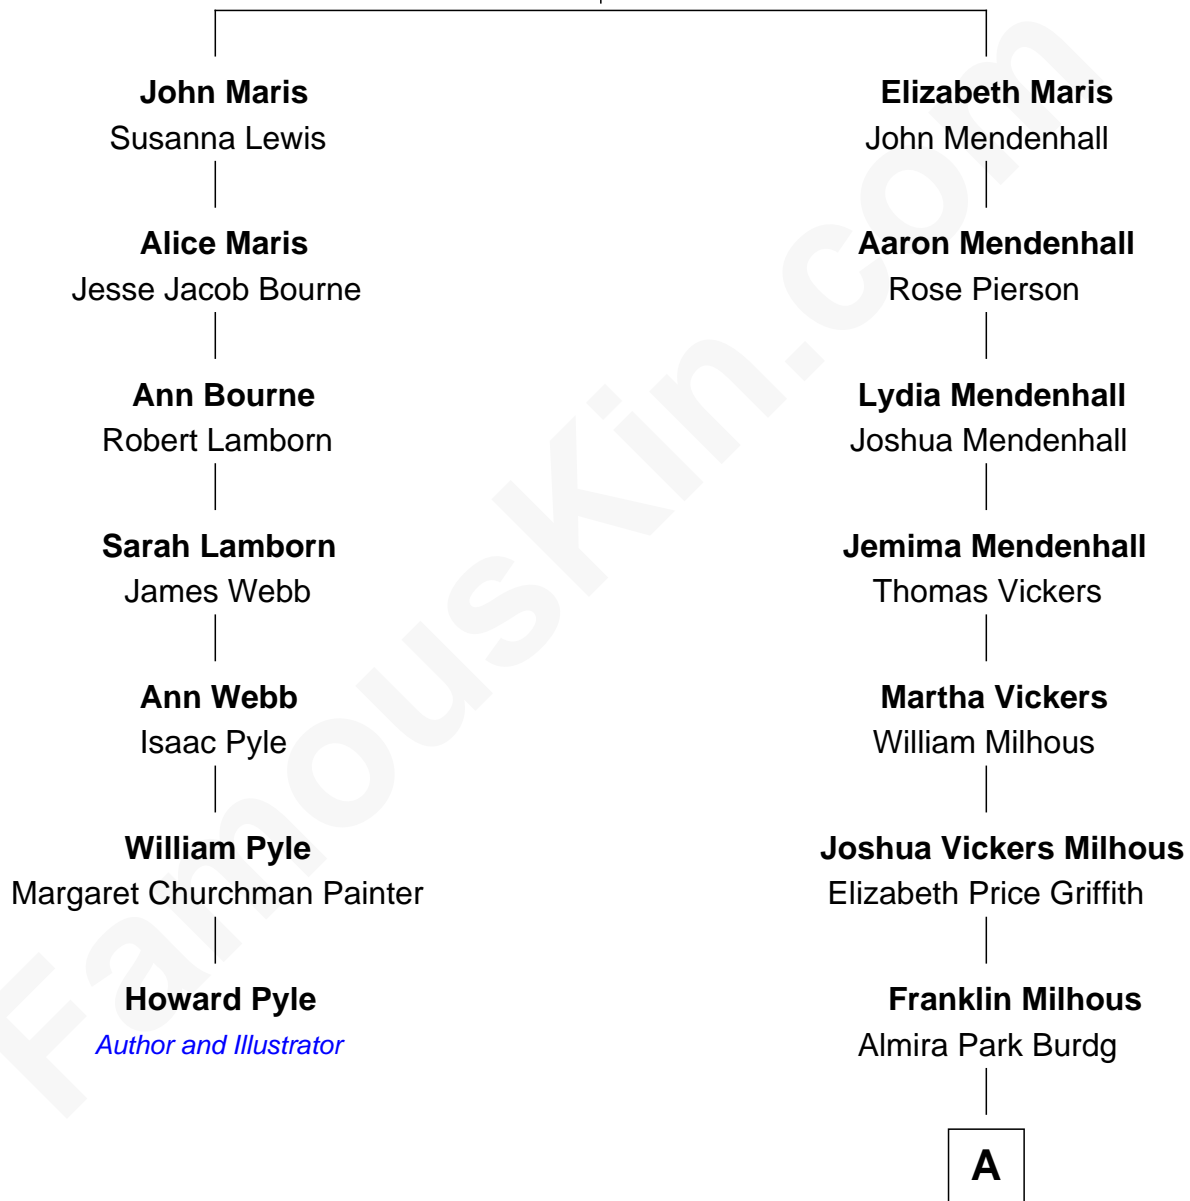 John Maris
Susanna Lewis
Alice Maris
Jesse Jacob Bourne
Ann Bourne
Robert Lamborn
Sarah Lamborn
James Webb
Ann Webb
Isaac Pyle
William Pyle
Margaret Churchman Painter
Howard Pyle
Author and Illustrator
Elizabeth Maris
John Mendenhall
Aaron Mendenhall
Rose Pierson
Lydia Mendenhall
Joshua Mendenhall
Jemima Mendenhall
Thomas Vickers
Martha Vickers
William Milhous
Joshua Vickers Milhous
Elizabeth Price Griffith
Franklin Milhous
Almira Park Burdg
A
FamousKin.com